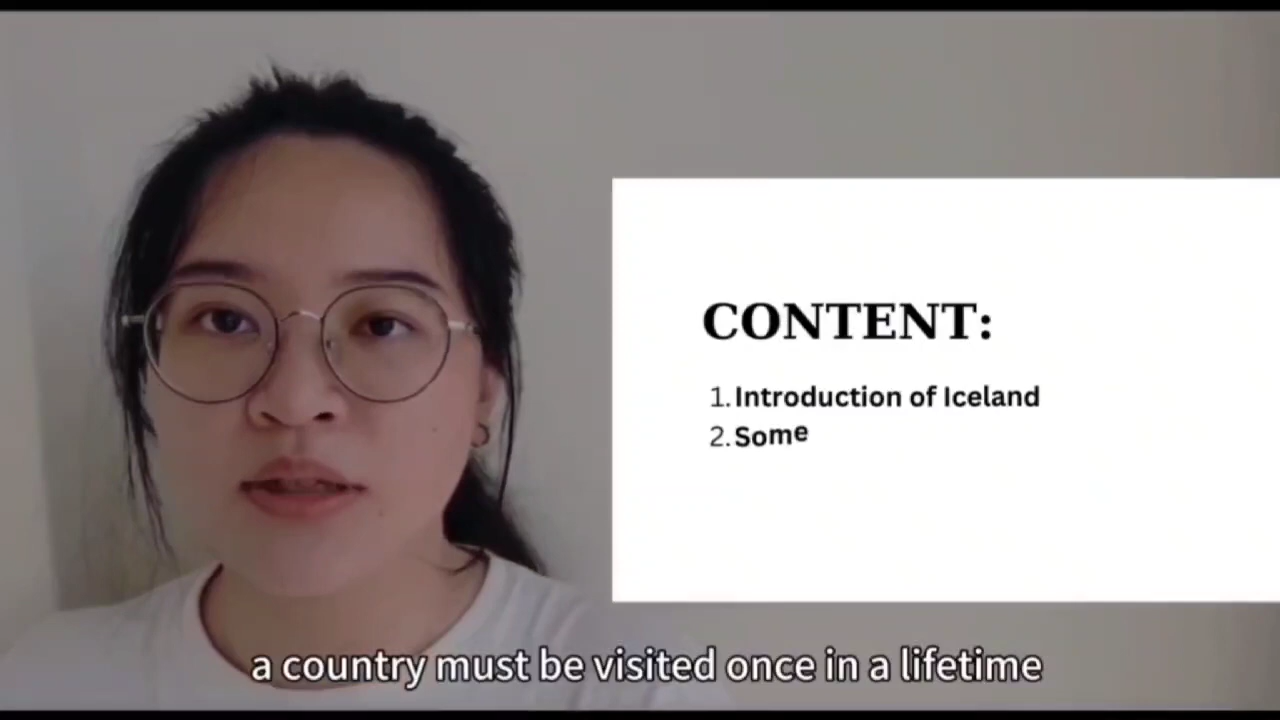 CONTENT:
1. Introduction of Iceland
2. Some
a country must be visited once in a lifetime